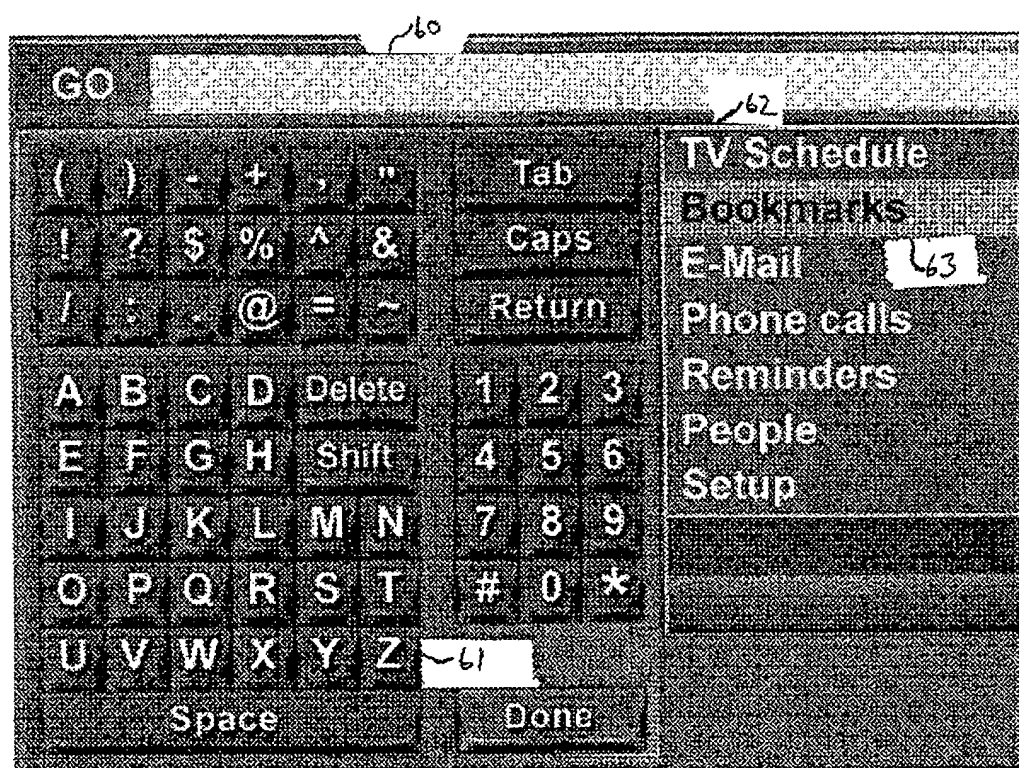 60
GO
62
( ) - + , " Tab
! ? $ % ^ & Caps
/ : . @ = ~ Return
A B C D Delete 1 2 3
E F G H Shift 4 5 6
I J K L M N 7 8 9
O P Q R S T # 0 *
U V W X Y Z 61
Space Done
TV Schedule
Bookmarks
E-Mail 63
Phone calls
Reminders
People
Setup